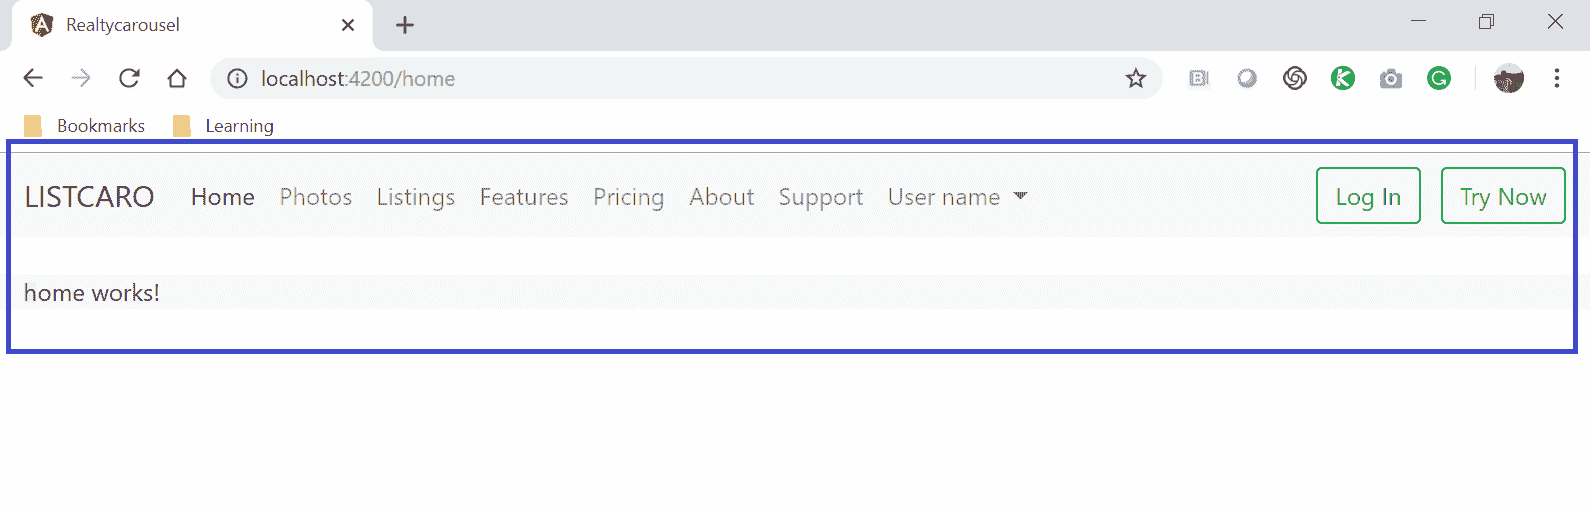 Realtycarousel
localhost:4200/home
Bookmarks Learning
LISTCARO Home Photos Listings Features Pricing About Support User name Log In Try Now
home works!